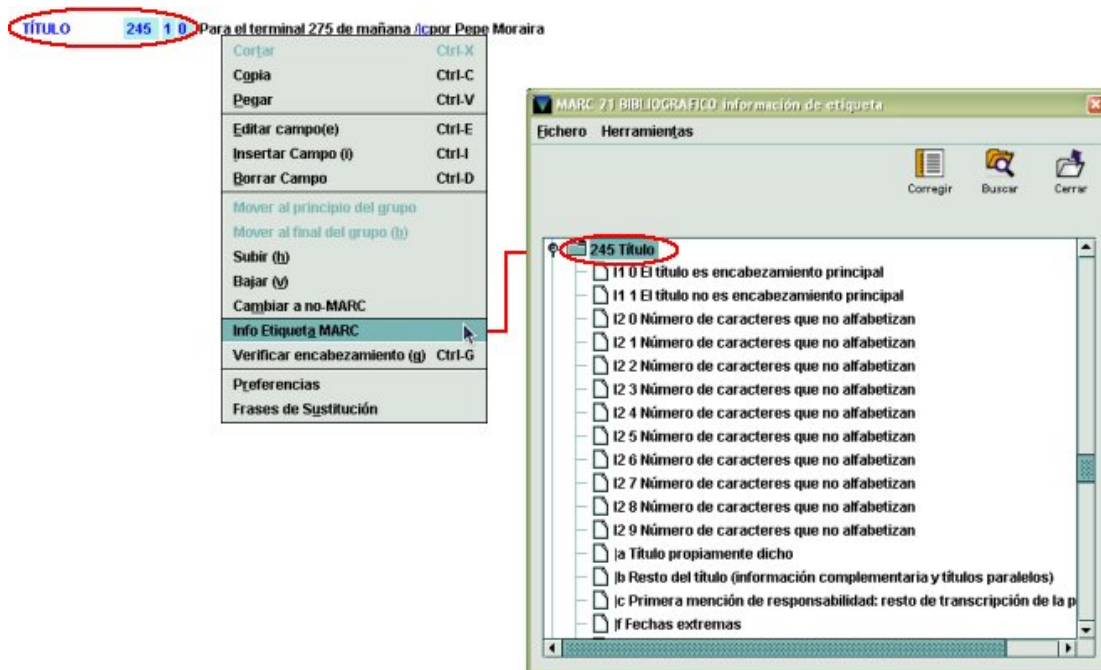 TÍTULO 245 1 0 Para el terminal 275 de mañana /|cpor Pepe Moraira
Cortar Ctrl-X
Copia Ctrl-C
Pegar Ctrl-V
Editar campo(e) Ctrl-E
Insertar Campo (i) Ctrl-I
Borrar Campo Ctrl-D
Mover al principio del grupo
Mover al final del grupo (b)
Subir (h)
Bajar (v)
Cambiar a no-MARC
Info Etiqueta MARC
Verificar encabezamiento (g) Ctrl-G
Preferencias
Frases de Sustitución
MARC 21 BIBLIOGRAFICO información de etiqueta
Fichero Herramientas
Corregir Buscar Cerrar
245 Título
I1 0 El título es encabezamiento principal
I1 1 El título no es encabezamiento principal
I2 0 Número de caracteres que no alfabetizan
I2 1 Número de caracteres que no alfabetizan
I2 2 Número de caracteres que no alfabetizan
I2 3 Número de caracteres que no alfabetizan
I2 4 Número de caracteres que no alfabetizan
I2 5 Número de caracteres que no alfabetizan
I2 6 Número de caracteres que no alfabetizan
I2 7 Número de caracteres que no alfabetizan
I2 8 Número de caracteres que no alfabetizan
I2 9 Número de caracteres que no alfabetizan
|a Título propiamente dicho
|b Resto del título (información complementaria y títulos paralelos)
|c Primera mención de responsabilidad: resto de transcripción de la p
|f Fechas extremas